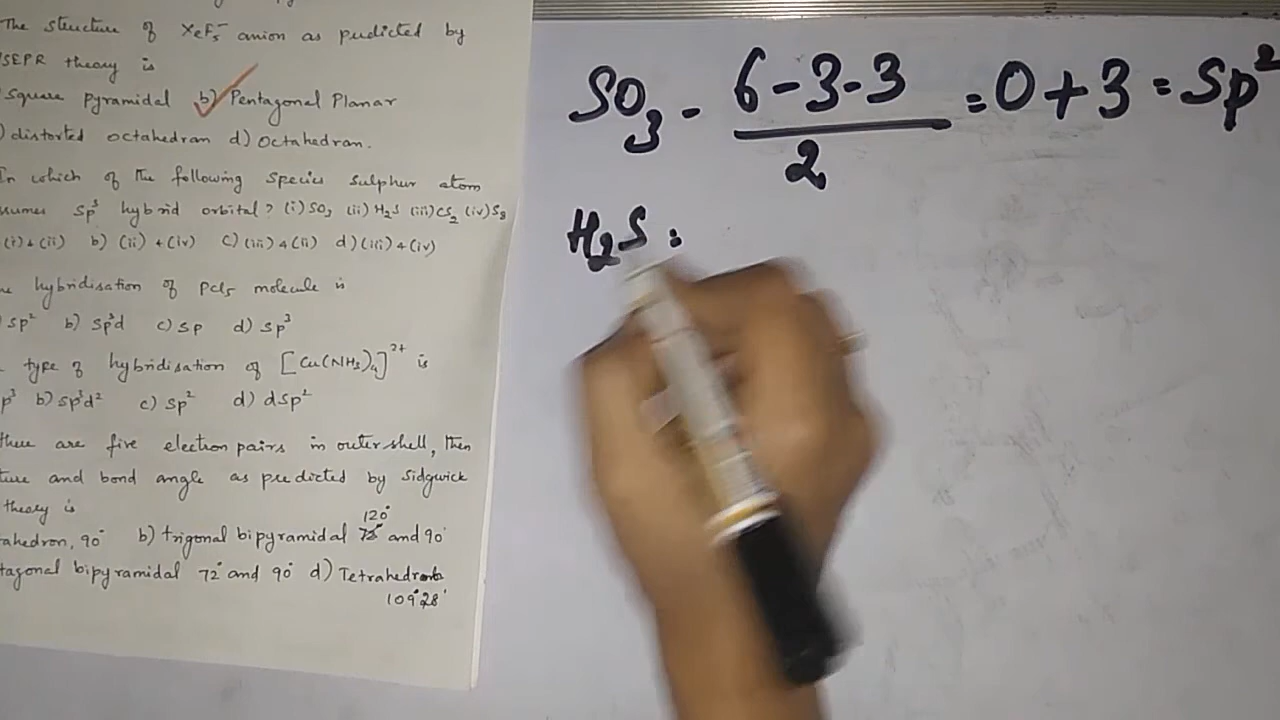 The structure of XeF5- anion as predicted by
SEPR theory is
Square pyramidal b) Pentagonal Planar
) distorted octahedran d) Octahedran.
In which of the following species sulphur atom
sumes sp3 hybrid orbital? (i) SO3 (ii) H2S (iii) CS2 (iv) S8
(i) & (ii) b) (ii) & (iv) c) (iii) & (ii) d) (iii) & (iv)
hybridisation of PCl5 molecule is
sp2 b) sp3d c) sp d) sp3
type of hybridisation of [Cu(NH3)4]2+ is
p3 b) sp3d2 c) sp2 d) dsp2
there are five electron pairs in outer shell, then
ture and bond angle as predicted by Sidgwick
theory is
120°
ahedron, 90° b) trigonal bipyramidal 72° and 90°
tagonal bipyramidal 72° and 90° d) Tetrahedron
109°28'
SO3 - 6-3-3 / 2 = 0+3 = Sp2
H2S :